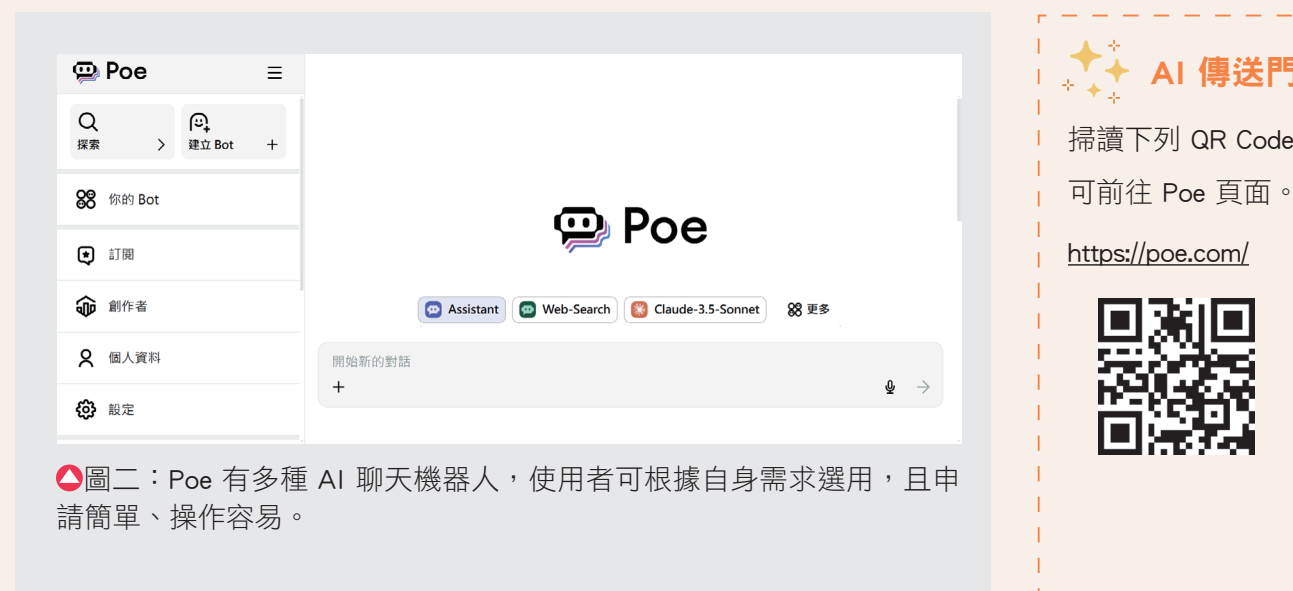 Poe
探索
建立 Bot
你的 Bot
訂閱
創作者
個人資料
設定
Poe
Assistant
Web-Search
Claude-3.5-Sonnet
更多
開始新的對話
圖二：Poe 有多種 AI 聊天機器人，使用者可根據自身需求選用，且申
請簡單、操作容易。
AI 傳送門
掃讀下列 QR Code
可前往 Poe 頁面。
https://poe.com/